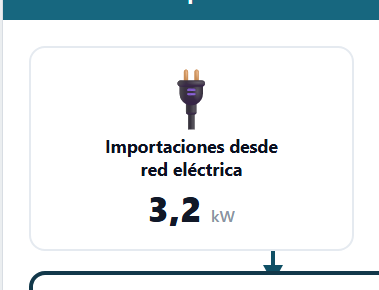 Importaciones desde
red eléctrica
3,2 kW